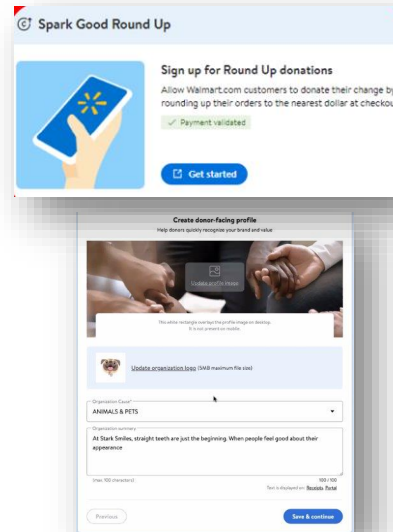 Spark Good Round Up
Sign up for Round Up donations
Allow Walmart.com customers to donate their change by
rounding up their orders to the nearest dollar at checkou
Payment validated
Get started
Create donor-facing profile
Help donors quickly recognize your brand and value
Update profile image
This white rectangle overlays the profile image on desktop.
It is not present on mobile.
Update organization logo (5MB maximum file size)
Organization Cause*
ANIMALS & PETS
Organization summary
At Stark Smiles, straight teeth are just the beginning. When people feel good about their
appearance
(max 100 characters)
100 / 100
Text is displayed on: Receipts, Portal
Previous
Save & continue